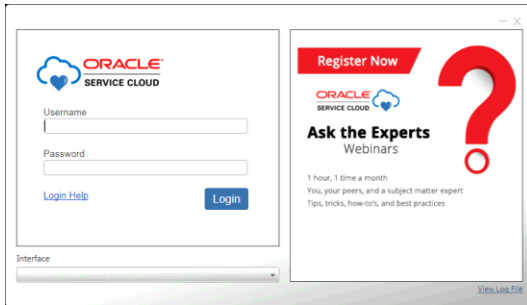 ORACLE
SERVICE CLOUD
Username
Password
Login Help
Login
Interface
Register Now
ORACLE
SERVICE CLOUD
Ask the Experts
Webinars
1 hour, 1 time a month
You, your peers, and a subject matter expert
Tips, tricks, how-to's, and best practices
View Log File